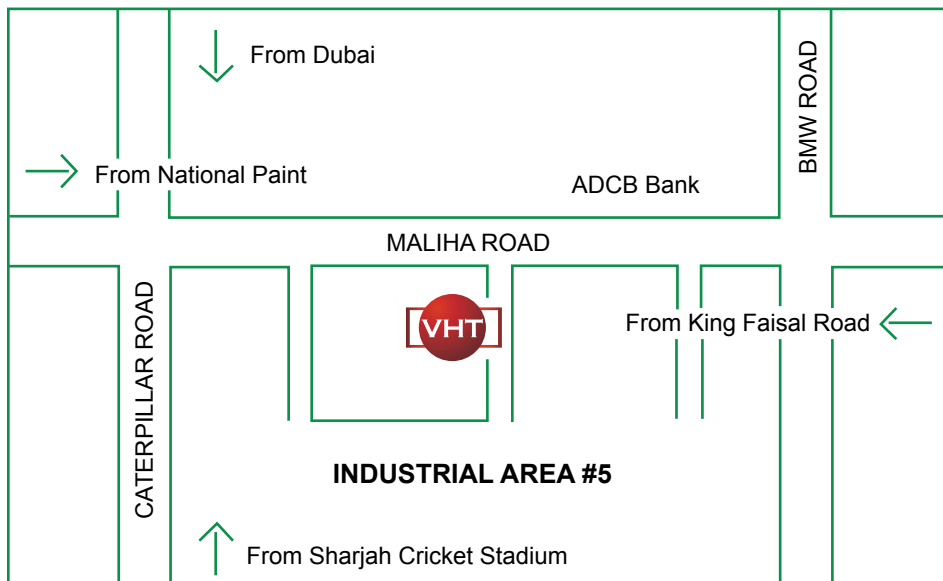 From Dubai
BMW ROAD
From National Paint
ADCB Bank
MALIHA ROAD
CATERPILLAR ROAD
VHT
From King Faisal Road
INDUSTRIAL AREA #5
From Sharjah Cricket Stadium